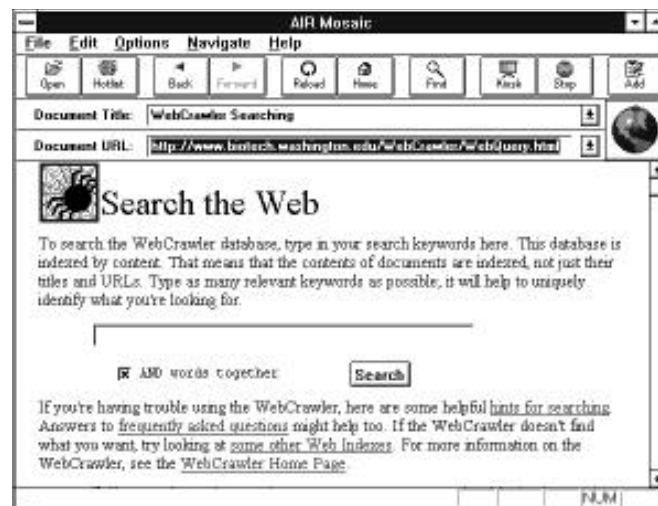 AIR Mosaic
File Edit Options Navigate Help
Open Hotlist Back Forward Reload Home Find Kiosk Stop Add
Document Title: WebCrawler Searching
Document URL: http://www.biotech.washington.edu/WebCrawler/WebQuery.html
Search the Web
To search the WebCrawler database, type in your search keywords here. This database is
indexed by content. That means that the contents of documents are indexed, not just their
titles and URLs. Type as many relevant keywords as possible, it will help to uniquely
identify what you're looking for.
AND words together
Search
If you're having trouble using the WebCrawler, here are some helpful hints for searching.
Answers to frequently asked questions might help too. If the WebCrawler doesn't find
what you want, try looking at some other Web Indexes. For more information on the
WebCrawler, see the WebCrawler Home Page.
NUM